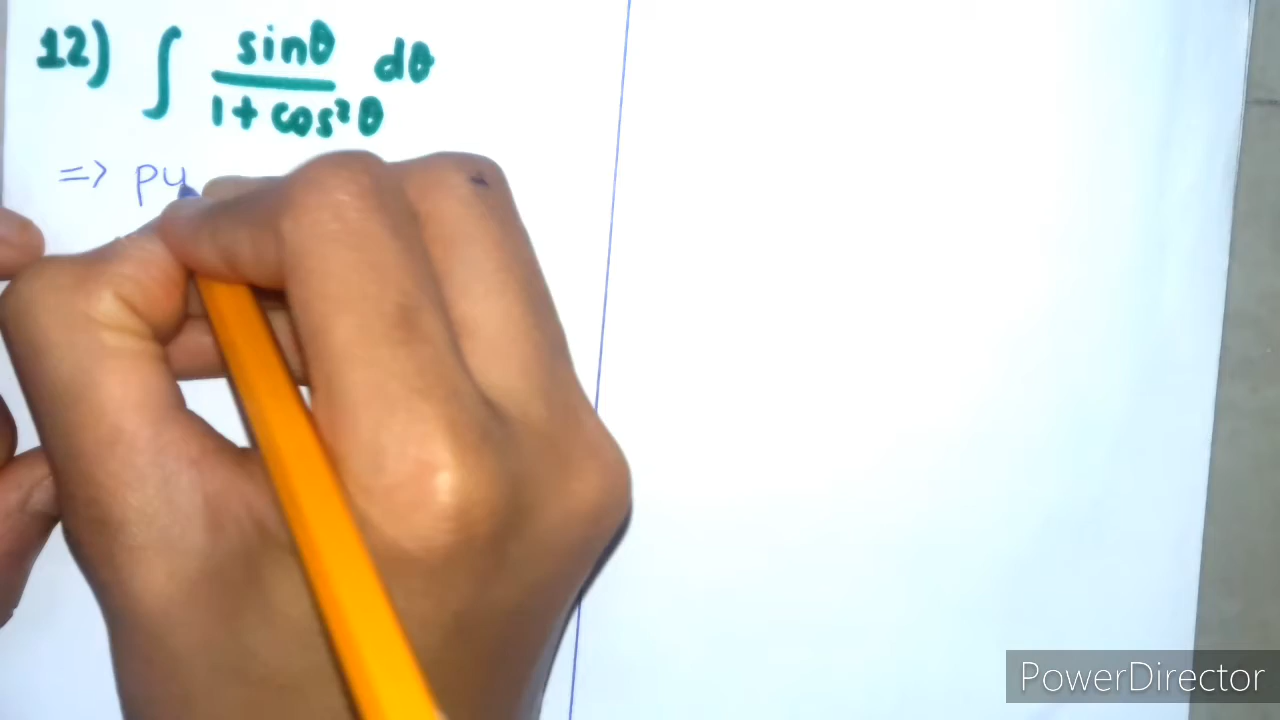 12) ∫ sinθ / 1 + cos²θ dθ
=> pu
PowerDirector